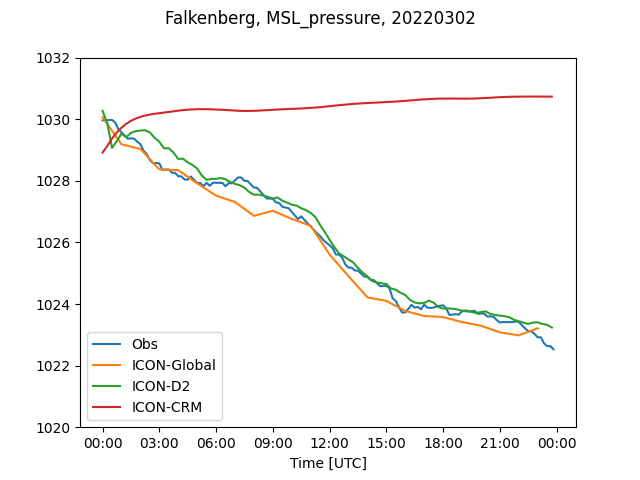 Falkenberg, MSL_pressure, 20220302
1032
1030
1028
1026
1024
1022
1020
Obs
ICON-Global
ICON-D2
ICON-CRM
00:00 03:00 06:00 09:00 12:00 15:00 18:00 21:00 00:00
Time [UTC]